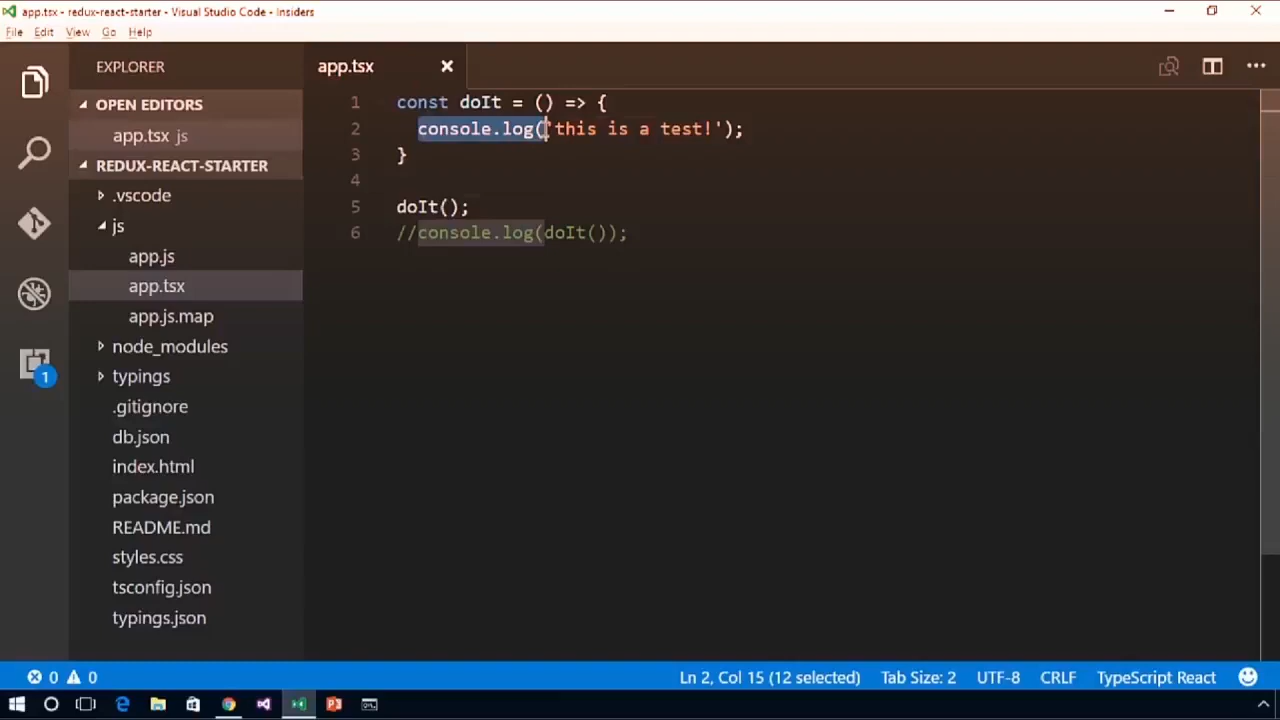 app.tsx - redux-react-starter - Visual Studio Code - Insiders
File Edit View Go Help
EXPLORER
OPEN EDITORS
app.tsx js
REDUX-REACT-STARTER
.vscode
js
app.js
app.tsx
app.js.map
node_modules
typings
.gitignore
db.json
index.html
package.json
README.md
styles.css
tsconfig.json
typings.json
1
app.tsx
1 const doIt = () => {
2 console.log('this is a test!');
3 }
4
5 doIt();
6 //console.log(doIt());
0 0 Ln 2, Col 15 (12 selected) Tab Size: 2 UTF-8 CRLF TypeScript React